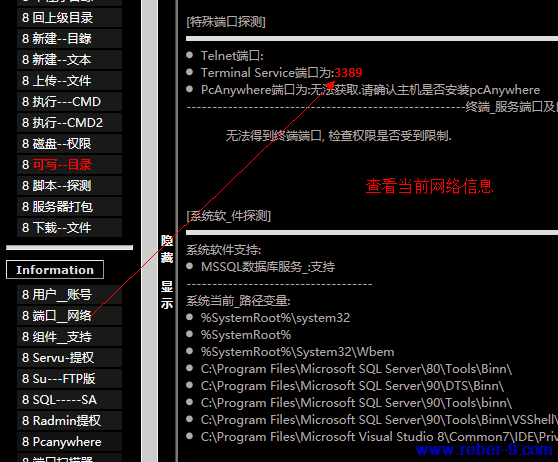 8 回上级目录
8 新建--目錄
8 新建--文本
8 上传--文件
8 执行---CMD
8 执行--CMD2
8 磁盘--权限
8 可写--目录
8 脚本--探测
8 服务器打包
8 下载--文件
Information
8 用户__账号
8 端口__网络
8 组件__支持
8 Servu-提权
8 Su---FTP版
8 SQL-----SA
8 Radmin提权
8 Pcanywhere
8 端口扫描器
隐
藏
显
示
[特殊端口探测]
Telnet端口:
Terminal Service端口为:3389
PcAnywhere端口为:无法获取.请确认主机是否安装pcAnywhere
终端_服务端口及
无法得到终端端口, 检查权限是否受到限制.
查看当前网络信息
[系统软_件探测]
系统软件支持:
MSSQL数据库服务_:支持
系统当前_路径变量:
%SystemRoot%\system32
%SystemRoot%
%SystemRoot%\System32\Wbem
C:\Program Files\Microsoft SQL Server\80\Tools\Binn\
C:\Program Files\Microsoft SQL Server\90\DTS\Binn\
C:\Program Files\Microsoft SQL Server\90\Tools\binn\
C:\Program Files\Microsoft SQL Server\90\Tools\Binn\VSShell\
C:\Program Files\Microsoft Visual Studio 8\Common7\IDE\Priv
www.reber-9.com